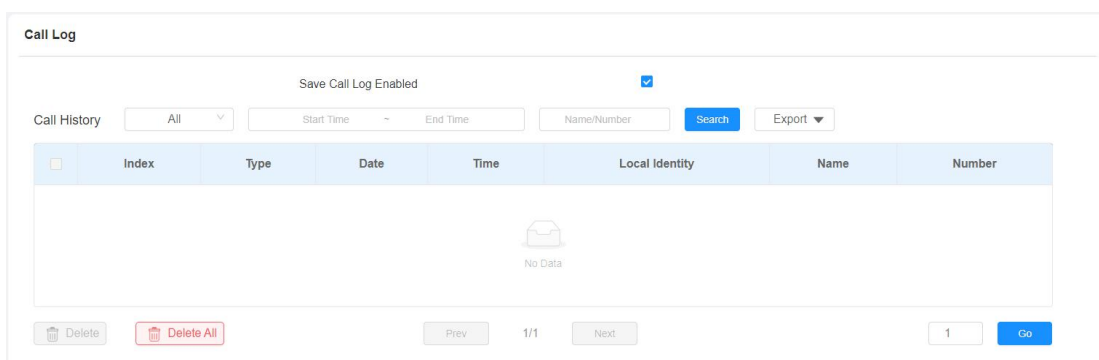 Call Log
Save Call Log Enabled
Call History All Start Time ~ End Time Name/Number Search Export
Index Type Date Time Local Identity Name Number
No Data
Delete Delete All Prev 1/1 Next 1 Go